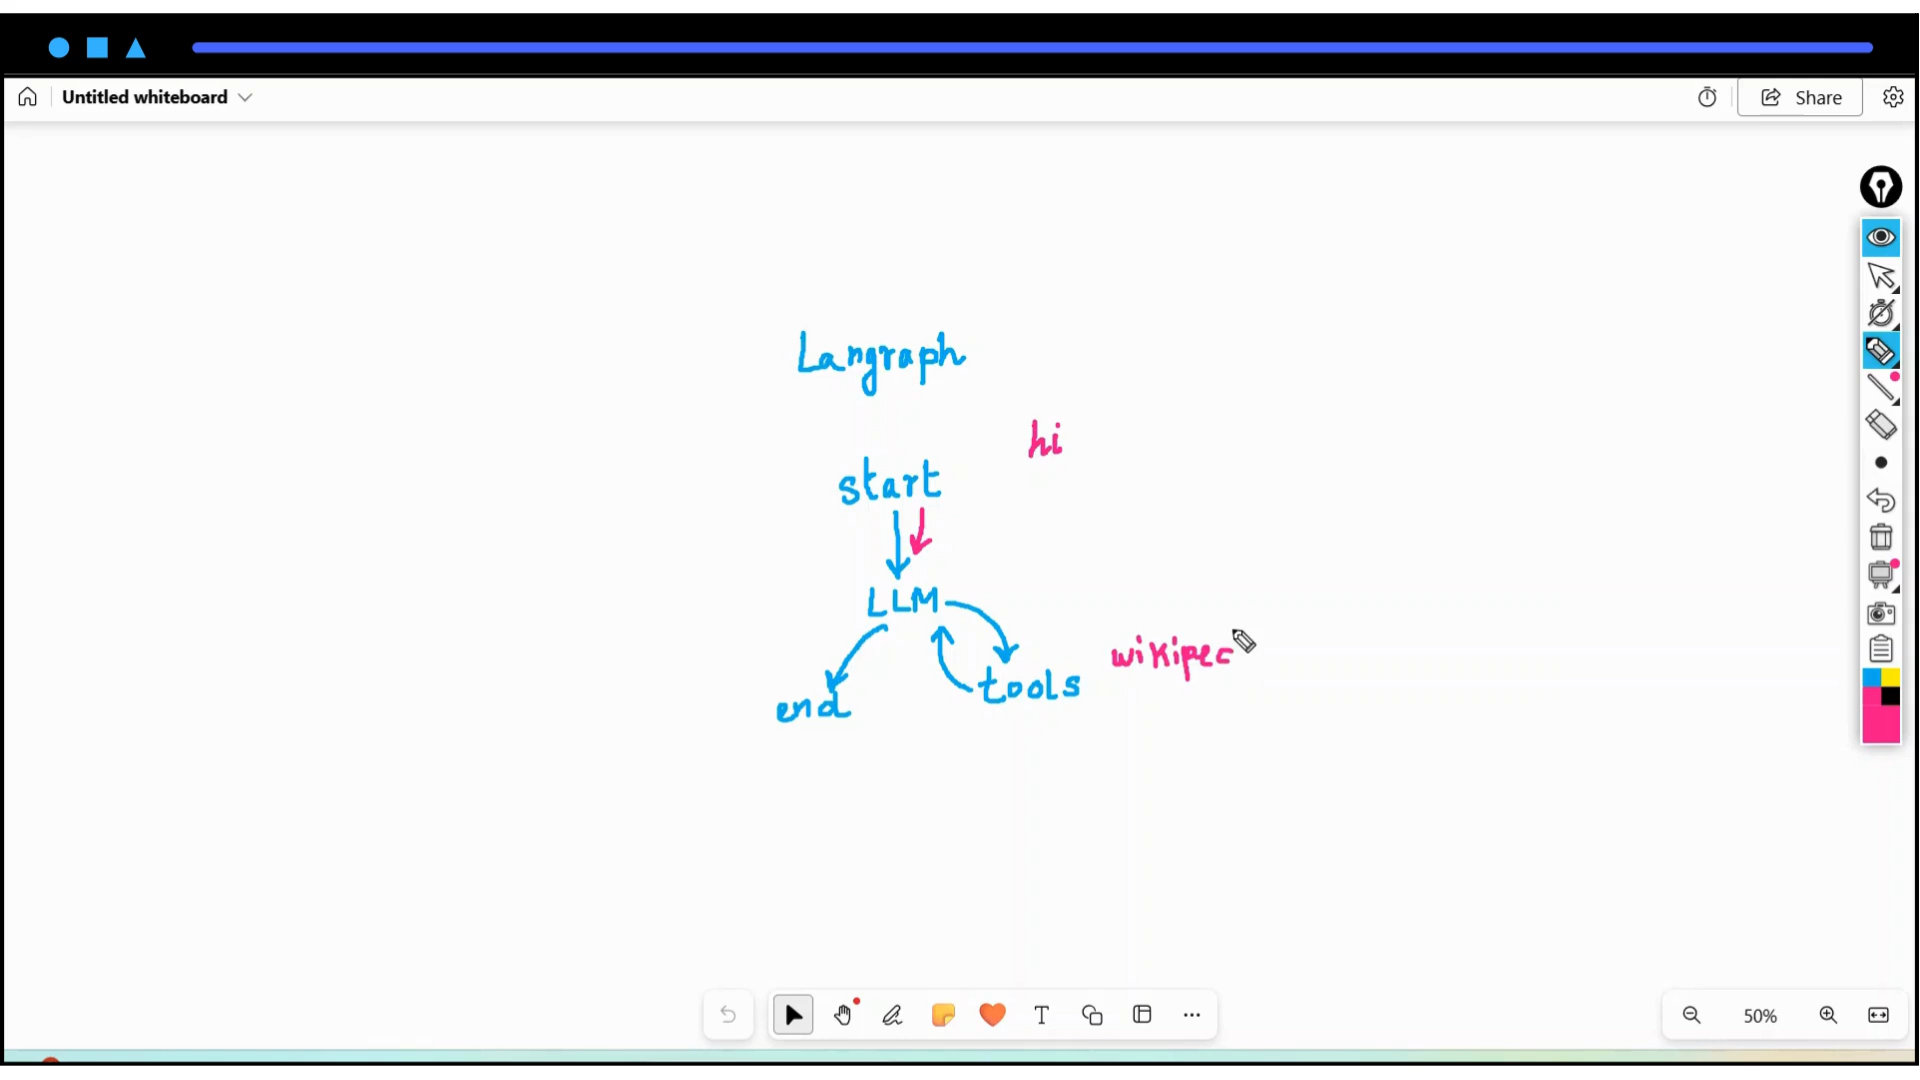 Untitled whiteboard
Share
Langraph
hi
start
LLM
wikipec
tools
end
50%